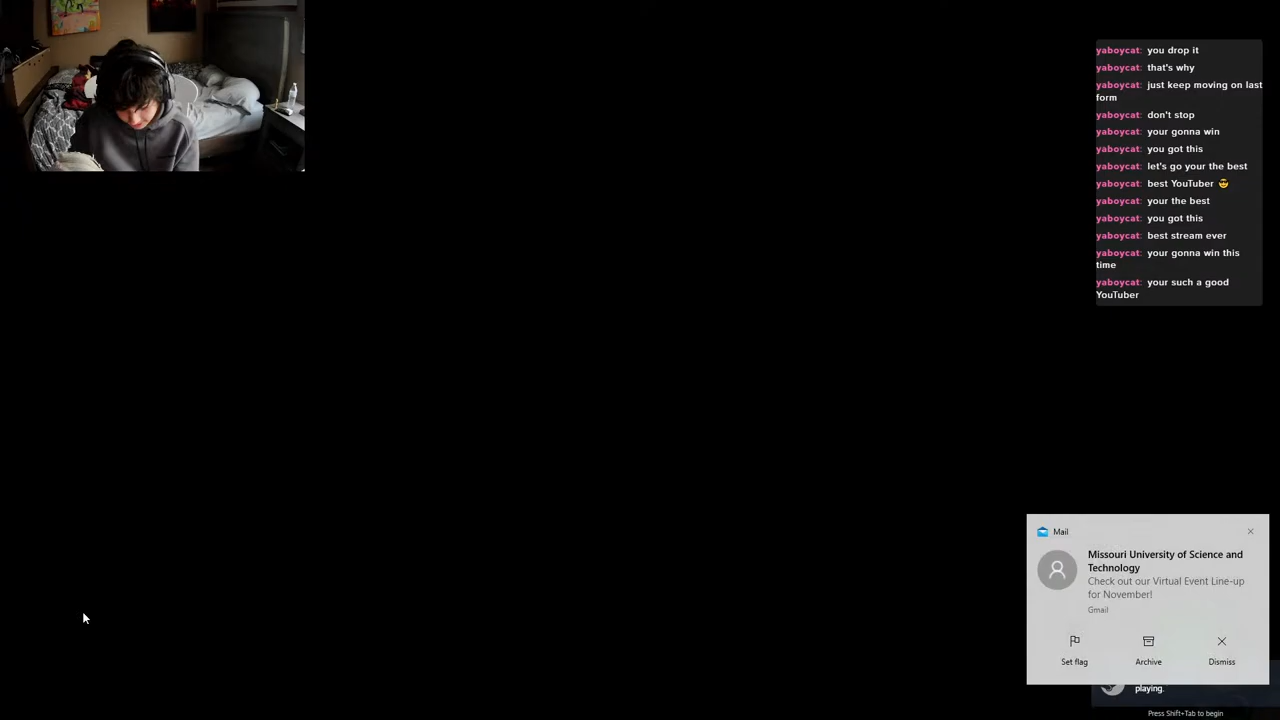 yaboycat: you drop it
yaboycat: that's why
yaboycat: just keep moving on last
form
yaboycat: don't stop
yaboycat: your gonna win
yaboycat: you got this
yaboycat: let's go your the best
yaboycat: best YouTuber 😎
yaboycat: your the best
yaboycat: you got this
yaboycat: best stream ever
yaboycat: your gonna win this
time
yaboycat: your such a good
YouTuber
Mail
Missouri University of Science and
Technology
Check out our Virtual Event Line-up
for November!
Gmail
Set flag Archive Dismiss
playing.
Press Shift+Tab to begin